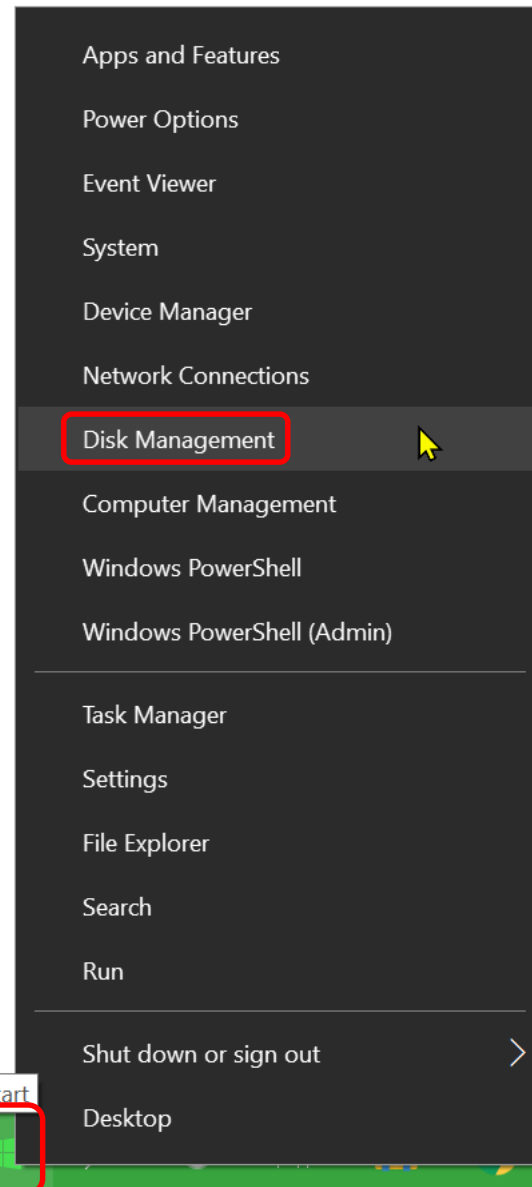 Apps and Features
Power Options
Event Viewer
System
Device Manager
Network Connections
Disk Management
Computer Management
Windows PowerShell
Windows PowerShell (Admin)
Task Manager
Settings
File Explorer
Search
Run
Shut down or sign out
art
Desktop